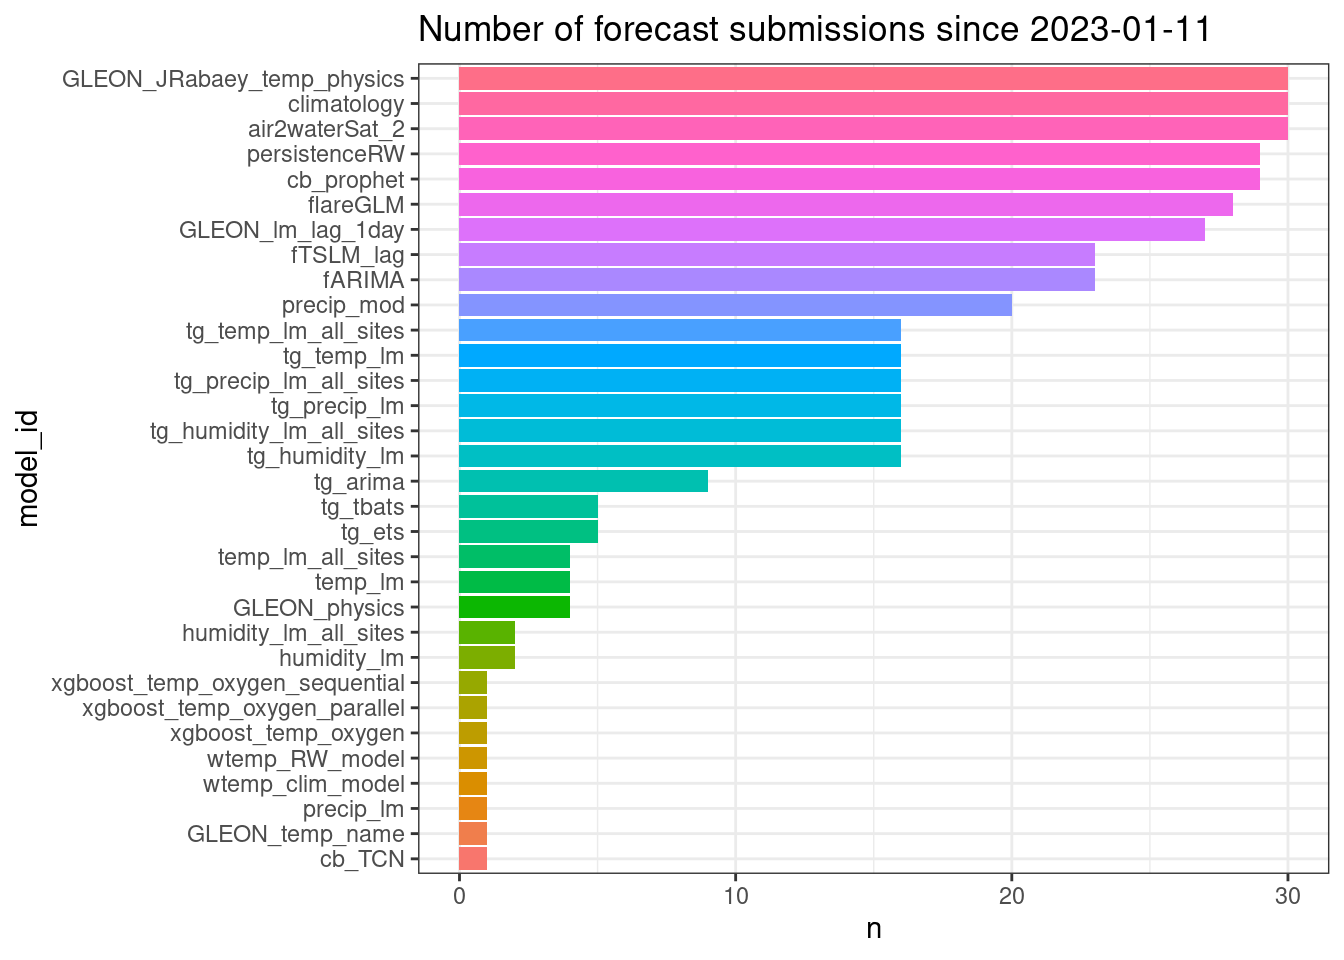 Number of forecast submissions since 2023-01-11
GLEON_JRabaey_temp_physics
climatology
air2waterSat_2
persistenceRW
cb_prophet
flareGLM
GLEON_lm_lag_1day
fTSLM_lag
fARIMA
precip_mod
tg_temp_lm_all_sites
tg_temp_lm
tg_precip_lm_all_sites
tg_precip_lm
tg_humidity_lm_all_sites
tg_humidity_lm
tg_arima
tg_tbats
tg_ets
temp_lm_all_sites
temp_lm
GLEON_physics
humidity_lm_all_sites
humidity_lm
xgboost_temp_oxygen_sequential
xgboost_temp_oxygen_parallel
xgboost_temp_oxygen
wtemp_RW_model
wtemp_clim_model
precip_lm
GLEON_temp_name
cb_TCN
model_id
0 10 20 30
n